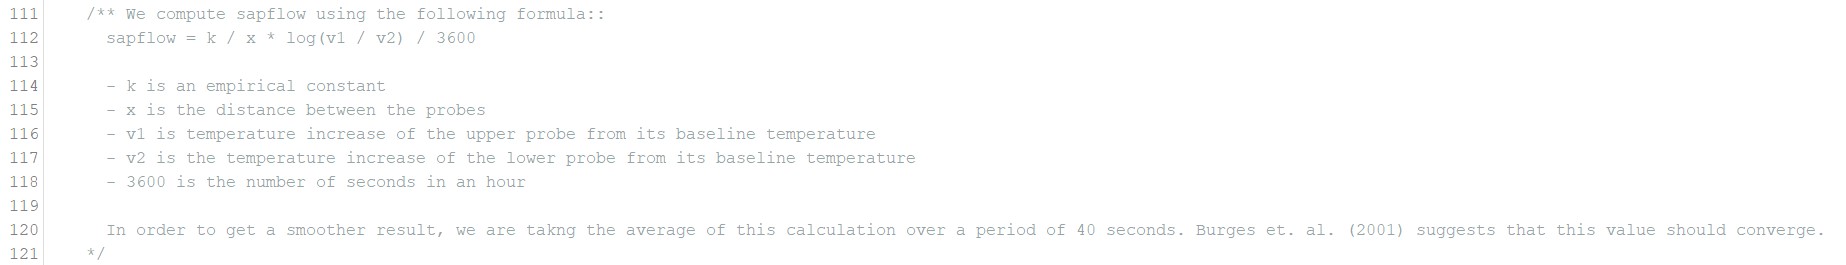 111 /** We compute sapflow using the following formula::
112 sapflow = k / x * log(v1 / v2) / 3600
113
114 - k is an empirical constant
115 - x is the distance between the probes
116 - v1 is temperature increase of the upper probe from its baseline temperature
117 - v2 is the temperature increase of the lower probe from its baseline temperature
118 - 3600 is the number of seconds in an hour
119
120 In order to get a smoother result, we are takng the average of this calculation over a period of 40 seconds. Burges et. al. (2001) suggests that this value should converge.
121 */